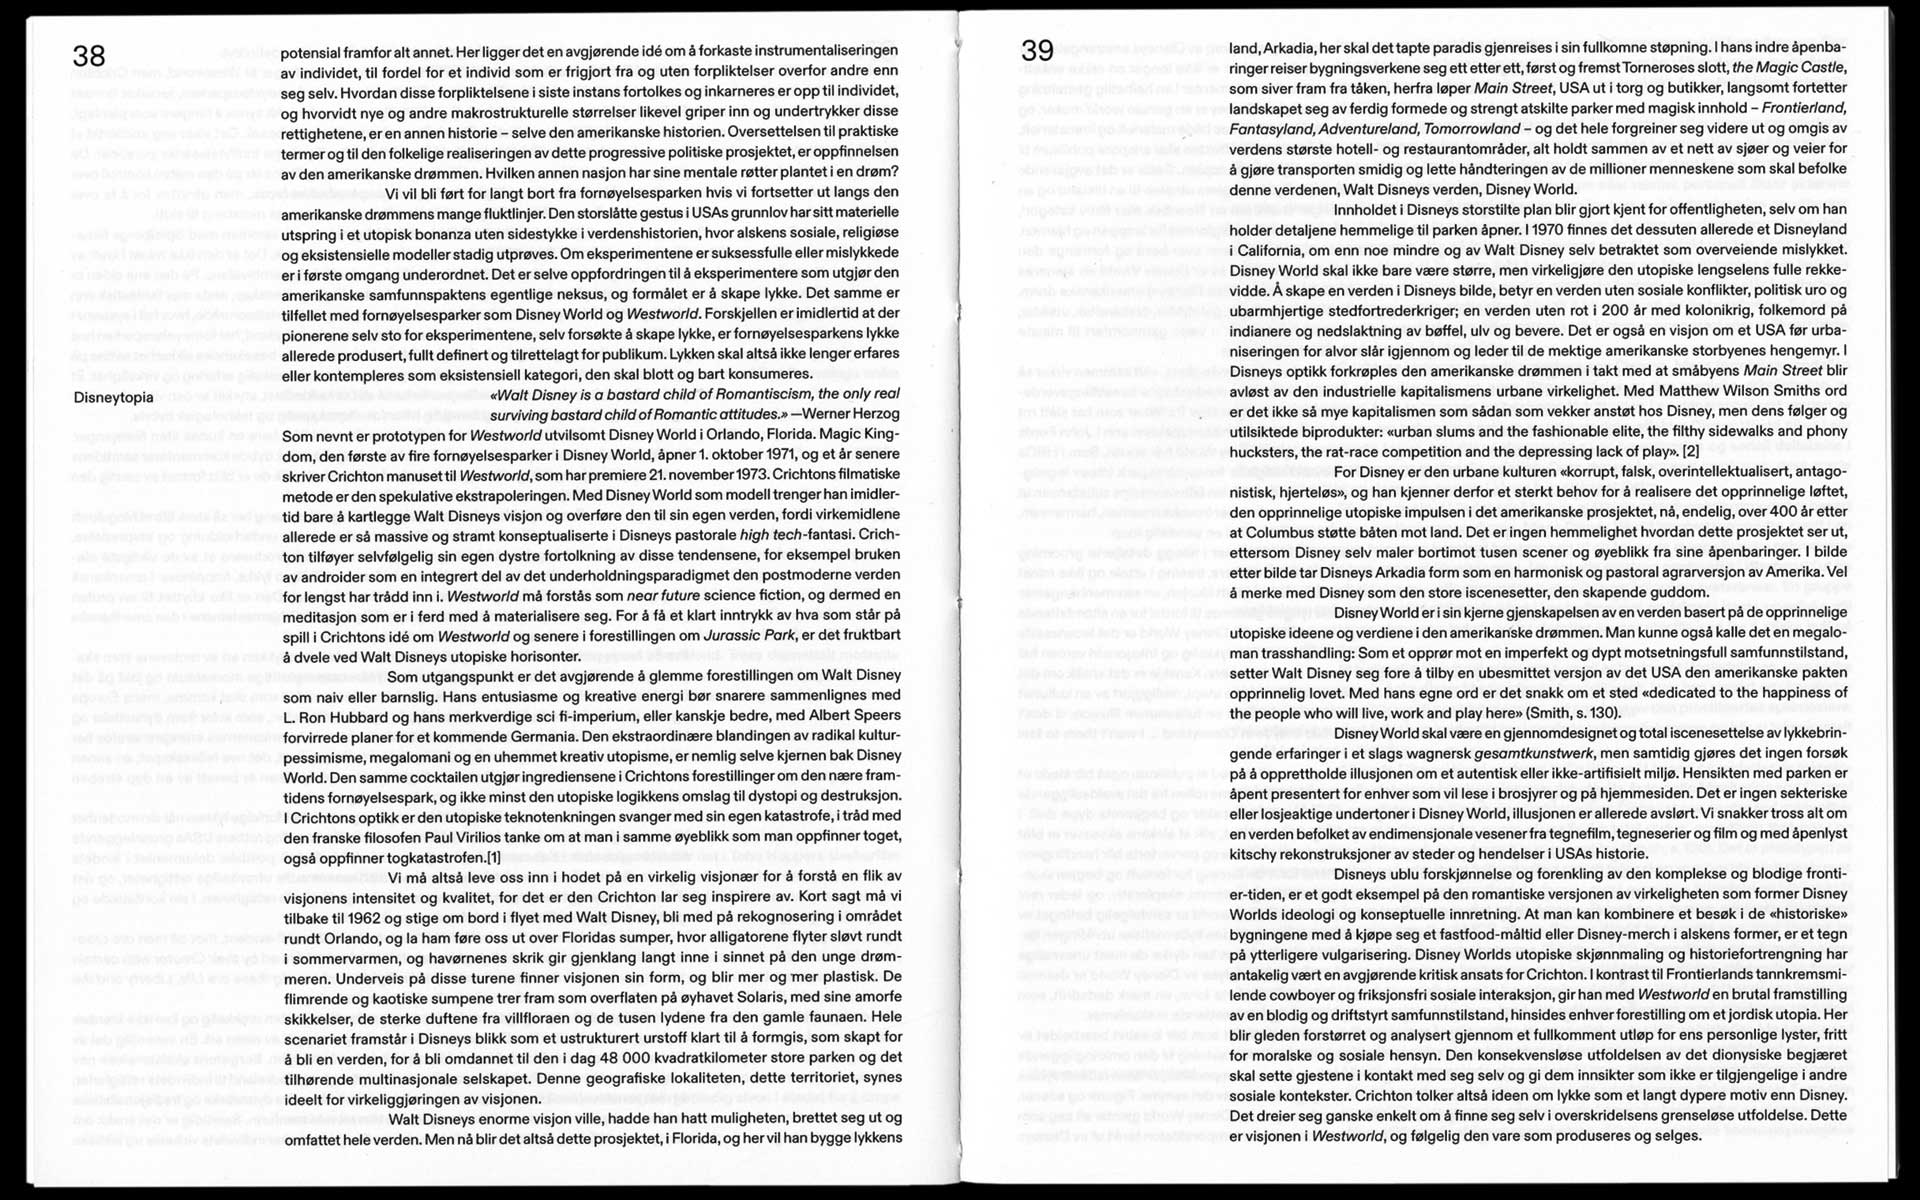 38
potensial framfor alt annet. Her ligger det en avgjørende idé om å forkaste instrumentaliseringen
av individet, til fordel for et individ som er frigjort fra og uten forpliktelser overfor andre enn
seg selv. Hvordan disse forpliktelsene i siste instans fortolkes og inkarneres er opp til individet,
og hvorvidt nye og andre makrostrukturelle størrelser likevel griper inn og undertrykker disse
rettighetene, er en annen historie – selve den amerikanske historien. Oversettelsen til praktiske
termer og til den folkelige realiseringen av dette progressive politiske prosjektet, er oppfinnelsen
av den amerikanske drømmen. Hvilken annen nasjon har sine mentale røtter plantet i en drøm?
Vi vil bli ført for langt bort fra fornøyelsesparken hvis vi fortsetter ut langs den
amerikanske drømmens mange fluktlinjer. Den storslåtte gestus i USAs grunnlov har sitt materielle
utspring i et utopisk bonanza uten sidestykke i verdenshistorien, hvor alskens sosiale, religiøse
og eksistensielle modeller stadig utprøves. Om eksperimentene er suksessfulle eller mislykkede
er i første omgang underordnet. Det er selve oppfordringen til å eksperimentere som utgjør den
amerikanske samfunnspaktens egentlige neksus, og formålet er å skape lykke. Det samme er
tilfellet med fornøyelsesparker som Disney World og Westworld. Forskjellen er imidlertid at der
pionerene selv sto for eksperimentene, selv forsøkte å skape lykke, er fornøyelsesparkens lykke
allerede produsert, fullt definert og tilrettelagt for publikum. Lykken skal altså ikke lenger erfares
eller kontempleres som eksistensiell kategori, den skal blott og bart konsumeres.
Disneytopia
«Walt Disney is a bastard child of Romanticism, the only real
surviving bastard child of Romantic attitudes.» —Werner Herzog
Som nevnt er prototypen for Westworld utvilsomt Disney World i Orlando, Florida. Magic King-
dom, den første av fire fornøyelsesparker i Disney World, åpner 1. oktober 1971, og et år senere
skriver Crichton manuset til Westworld, som har premiere 21. november 1973. Crichtons filmatiske
metode er den spekulative ekstrapoleringen. Med Disney World som modell trenger han imidler-
tid bare å kartlegge Walt Disneys visjon og overføre den til sin egen verden, fordi virkemidlene
allerede er så massive og stramt konseptualiserte i Disneys pastorale high tech-fantasi. Crich-
ton tilføyer selvfølgelig sin egen dystre fortolkning av disse tendensene, for eksempel bruken
av androider som en integrert del av det underholdningsparadigmet den postmoderne verden
for lengst har trådd inn i. Westworld må forstås som near future science fiction, og dermed en
meditasjon som er i ferd med å materialisere seg. For å få et klart inntrykk av hva som står på
spill i Crichtons idé om Westworld og senere i forestillingen om Jurassic Park, er det fruktbart
å dvele ved Walt Disneys utopiske horisonter.
Som utgangspunkt er det avgjørende å glemme forestillingen om Walt Disney
som naiv eller barnslig. Hans entusiasme og kreative energi bør snarere sammenlignes med
L. Ron Hubbard og hans merkverdige sci fi-imperium, eller kanskje bedre, med Albert Speers
forvirrede planer for et kommende Germania. Den ekstraordinære blandingen av radikal kultur-
pessimisme, megalomani og en uhemmet kreativ utopisme, er nemlig selve kjernen bak Disney
World. Den samme cocktailen utgjør ingrediensene i Crichtons forestillinger om den nære fram-
tidens fornøyelsespark, og ikke minst den utopiske logikkens omslag til dystopi og destruksjon.
I Crichtons optikk er den utopiske teknotenkningen svanger med sin egen katastrofe, i tråd med
den franske filosofen Paul Virilios tanke om at man i samme øyeblikk som man oppfinner toget,
også oppfinner togkatastrofen.[1]
Vi må altså leve oss inn i hodet på en virkelig visjonær for å forstå en flik av
visjonens intensitet og kvalitet, for det er den Crichton lar seg inspirere av. Kort sagt må vi
tilbake til 1962 og stige om bord i flyet med Walt Disney, bli med på rekognosering i området
rundt Orlando, og la ham føre oss ut over Floridas sumper, hvor alligatorene flyter sløvt rundt
i sommervarmen, og havørnenes skrik gir gjenklang langt inne i sinnet på den unge drøm-
meren. Underveis på disse turene finner visjonen sin form, og blir mer og mer plastisk. De
flimrende og kaotiske sumpene trer fram som overflaten på øyhavet Solaris, med sine amorfe
skikkelser, de sterke duftene fra villfloraen og de tusen lydene fra den gamle faunaen. Hele
scenariet framstår i Disneys blikk som et ustrukturert urstoff klart til å formgis, som skapt for
å bli en verden, for å bli omdannet til den i dag 48 000 kvadratkilometer store parken og det
tilhørende multinasjonale selskapet. Denne geografiske lokaliteten, dette territoriet, synes
ideelt for virkeliggjøringen av visjonen.
Walt Disneys enorme visjon ville, hadde han hatt muligheten, brettet seg ut og
omfattet hele verden. Men nå blir det altså dette prosjektet, i Florida, og her vil han bygge lykkens
39
land, Arkadia, her skal det tapte paradis gjenreises i sin fullkomne støpning. I hans indre åpenba-
ringer reiser bygningsverkene seg ett etter ett, først og fremst Torneroses slott, the Magic Castle,
som siver fram fra tåken, herfra løper Main Street, USA ut i torg og butikker, langsomt fortetter
landskapet seg av ferdig formede og strengt atskilte parker med magisk innhold – Frontierland,
Fantasyland, Adventureland, Tomorrowland – og det hele forgreiner seg videre ut og omgis av
verdens største hotell- og restaurantområder, alt holdt sammen av et nett av sjøer og veier for
å gjøre transporten smidig og lette håndteringen av de millioner menneskene som skal befolke
denne verdenen, Walt Disneys verden, Disney World.
Innholdet i Disneys storstilte plan blir gjort kjent for offentligheten, selv om han
holder detaljene hemmelige til parken åpner. I 1970 finnes det dessuten allerede et Disneyland
i California, om enn noe mindre og av Walt Disney selv betraktet som overveiende mislykket.
Disney World skal ikke bare være større, men virkeligjøre den utopiske lengselens fulle rekke-
vidde. Å skape en verden i Disneys bilde, betyr en verden uten sosiale konflikter, politisk uro og
ubarmhjertige stedfortrederkriger; en verden uten rot i 200 år med kolonikrig, folkemord på
indianere og nedslaktning av bøffel, ulv og bevere. Det er også en visjon om et USA før urba-
niseringen for alvor slår igjennom og leder til de mektige amerikanske storbyenes hengemyr. I
Disneys optikk forkrøples den amerikanske drømmen i takt med at småbyens Main Street blir
avløst av den industrielle kapitalismens urbane virkelighet. Med Matthew Wilson Smiths ord
er det ikke så mye kapitalismen som sådan som vekker anstøt hos Disney, men dens følger og
utilsiktede biprodukter: «urban slums and the fashionable elite, the filthy sidewalks and phony
hucksters, the rat-race competition and the depressing lack of play». [2]
For Disney er den urbane kulturen «korrupt, falsk, overintellektualisert, antago-
nistisk, hjerteløs», og han kjenner derfor et sterkt behov for å realisere det opprinnelige løftet,
den opprinnelige utopiske impulsen i det amerikanske prosjektet, nå, endelig, over 400 år etter
at Columbus støtte båten mot land. Det er ingen hemmelighet hvordan dette prosjektet ser ut,
ettersom Disney selv maler bortimot tusen scener og øyeblikk fra sine åpenbaringer. I bilde
etter bilde tar Disneys Arkadia form som en harmonisk og pastoral agrarversjon av Amerika. Vel
å merke med Disney som den store iscenesetter, den skapende guddom.
Disney World er i sin kjerne gjenskapelsen av en verden basert på de opprinnelige
utopiske ideene og verdiene i den amerikanske drømmen. Man kunne også kalle det en megalo-
man trasshandling: Som et opprør mot en imperfekt og dypt motsetningsfull samfunnstilstand,
setter Walt Disney seg fore å tilby en ubesmittet versjon av det USA den amerikanske pakten
opprinnelig lovet. Med hans egne ord er det snakk om et sted «dedicated to the happiness of
the people who will live, work and play here» (Smith, s. 130).
Disney World skal være en gjennomdesignet og total iscenesettelse av lykkebrin-
gende erfaringer i et slags wagnersk gesamtkunstwerk, men samtidig gjøres det ingen forsøk
på å opprettholde illusjonen om et autentisk eller ikke-artifisielt miljø. Hensikten med parken er
åpent presentert for enhver som vil lese i brosjyrer og på hjemmesiden. Det er ingen sekteriske
eller losjeaktige undertoner i Disney World, illusjonen er allerede avslørt. Vi snakker tross alt om
en verden befolket av endimensjonale vesener fra tegnefilm, tegneserier og film og med åpenlyst
kitschy rekonstruksjoner av steder og hendelser i USAs historie.
Disneys ublu forskjønnelse og forenkling av den komplekse og blodige fronti-
er-tiden, er et godt eksempel på den romantiske versjonen av virkeligheten som former Disney
Worlds ideologi og konseptuelle innretning. At man kan kombinere et besøk i de «historiske»
bygningene med å kjøpe seg et fastfood-måltid eller Disney-merch i alskens former, er et tegn
på ytterligere vulgarisering. Disney Worlds utopiske skjønnmaling og historiefortrengning har
antakelig vært en avgjørende kritisk ansats for Crichton. I kontrast til Frontierlands tannkremsmi-
lende cowboyer og friksjonsfri sosiale interaksjon, gir han med Westworld en brutal framstilling
av en blodig og driftstyrt samfunnstilstand, hinsides enhver forestilling om et jordisk utopia. Her
blir gleden forstørret og analysert gjennom et fullkomment utløp for ens personlige lyster, fritt
for moralske og sosiale hensyn. Den konsekvensløse utfoldelsen av det dionysiske begjæret
skal sette gjestene i kontakt med seg selv og gi dem innsikter som ikke er tilgjengelige i andre
sosiale kontekster. Crichton tolker altså ideen om lykke som et langt dypere motiv enn Disney.
Det dreier seg ganske enkelt om å finne seg selv i overskridelsens grenseløse utfoldelse. Dette
er visjonen i Westworld, og følgelig den vare som produseres og selges.